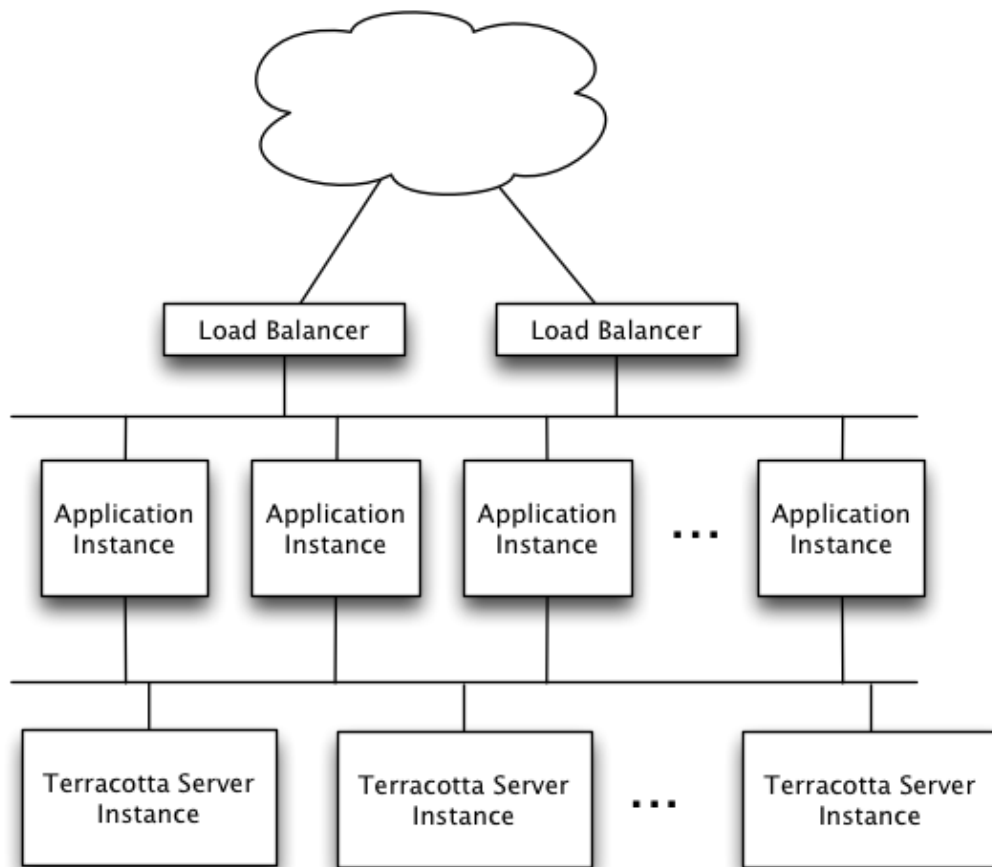 Load Balancer
Load Balancer
Application
Instance
Application
Instance
Application
Instance
...
Application
Instance
Terracotta Server
Instance
Terracotta Server
Instance
...
Terracotta Server
Instance